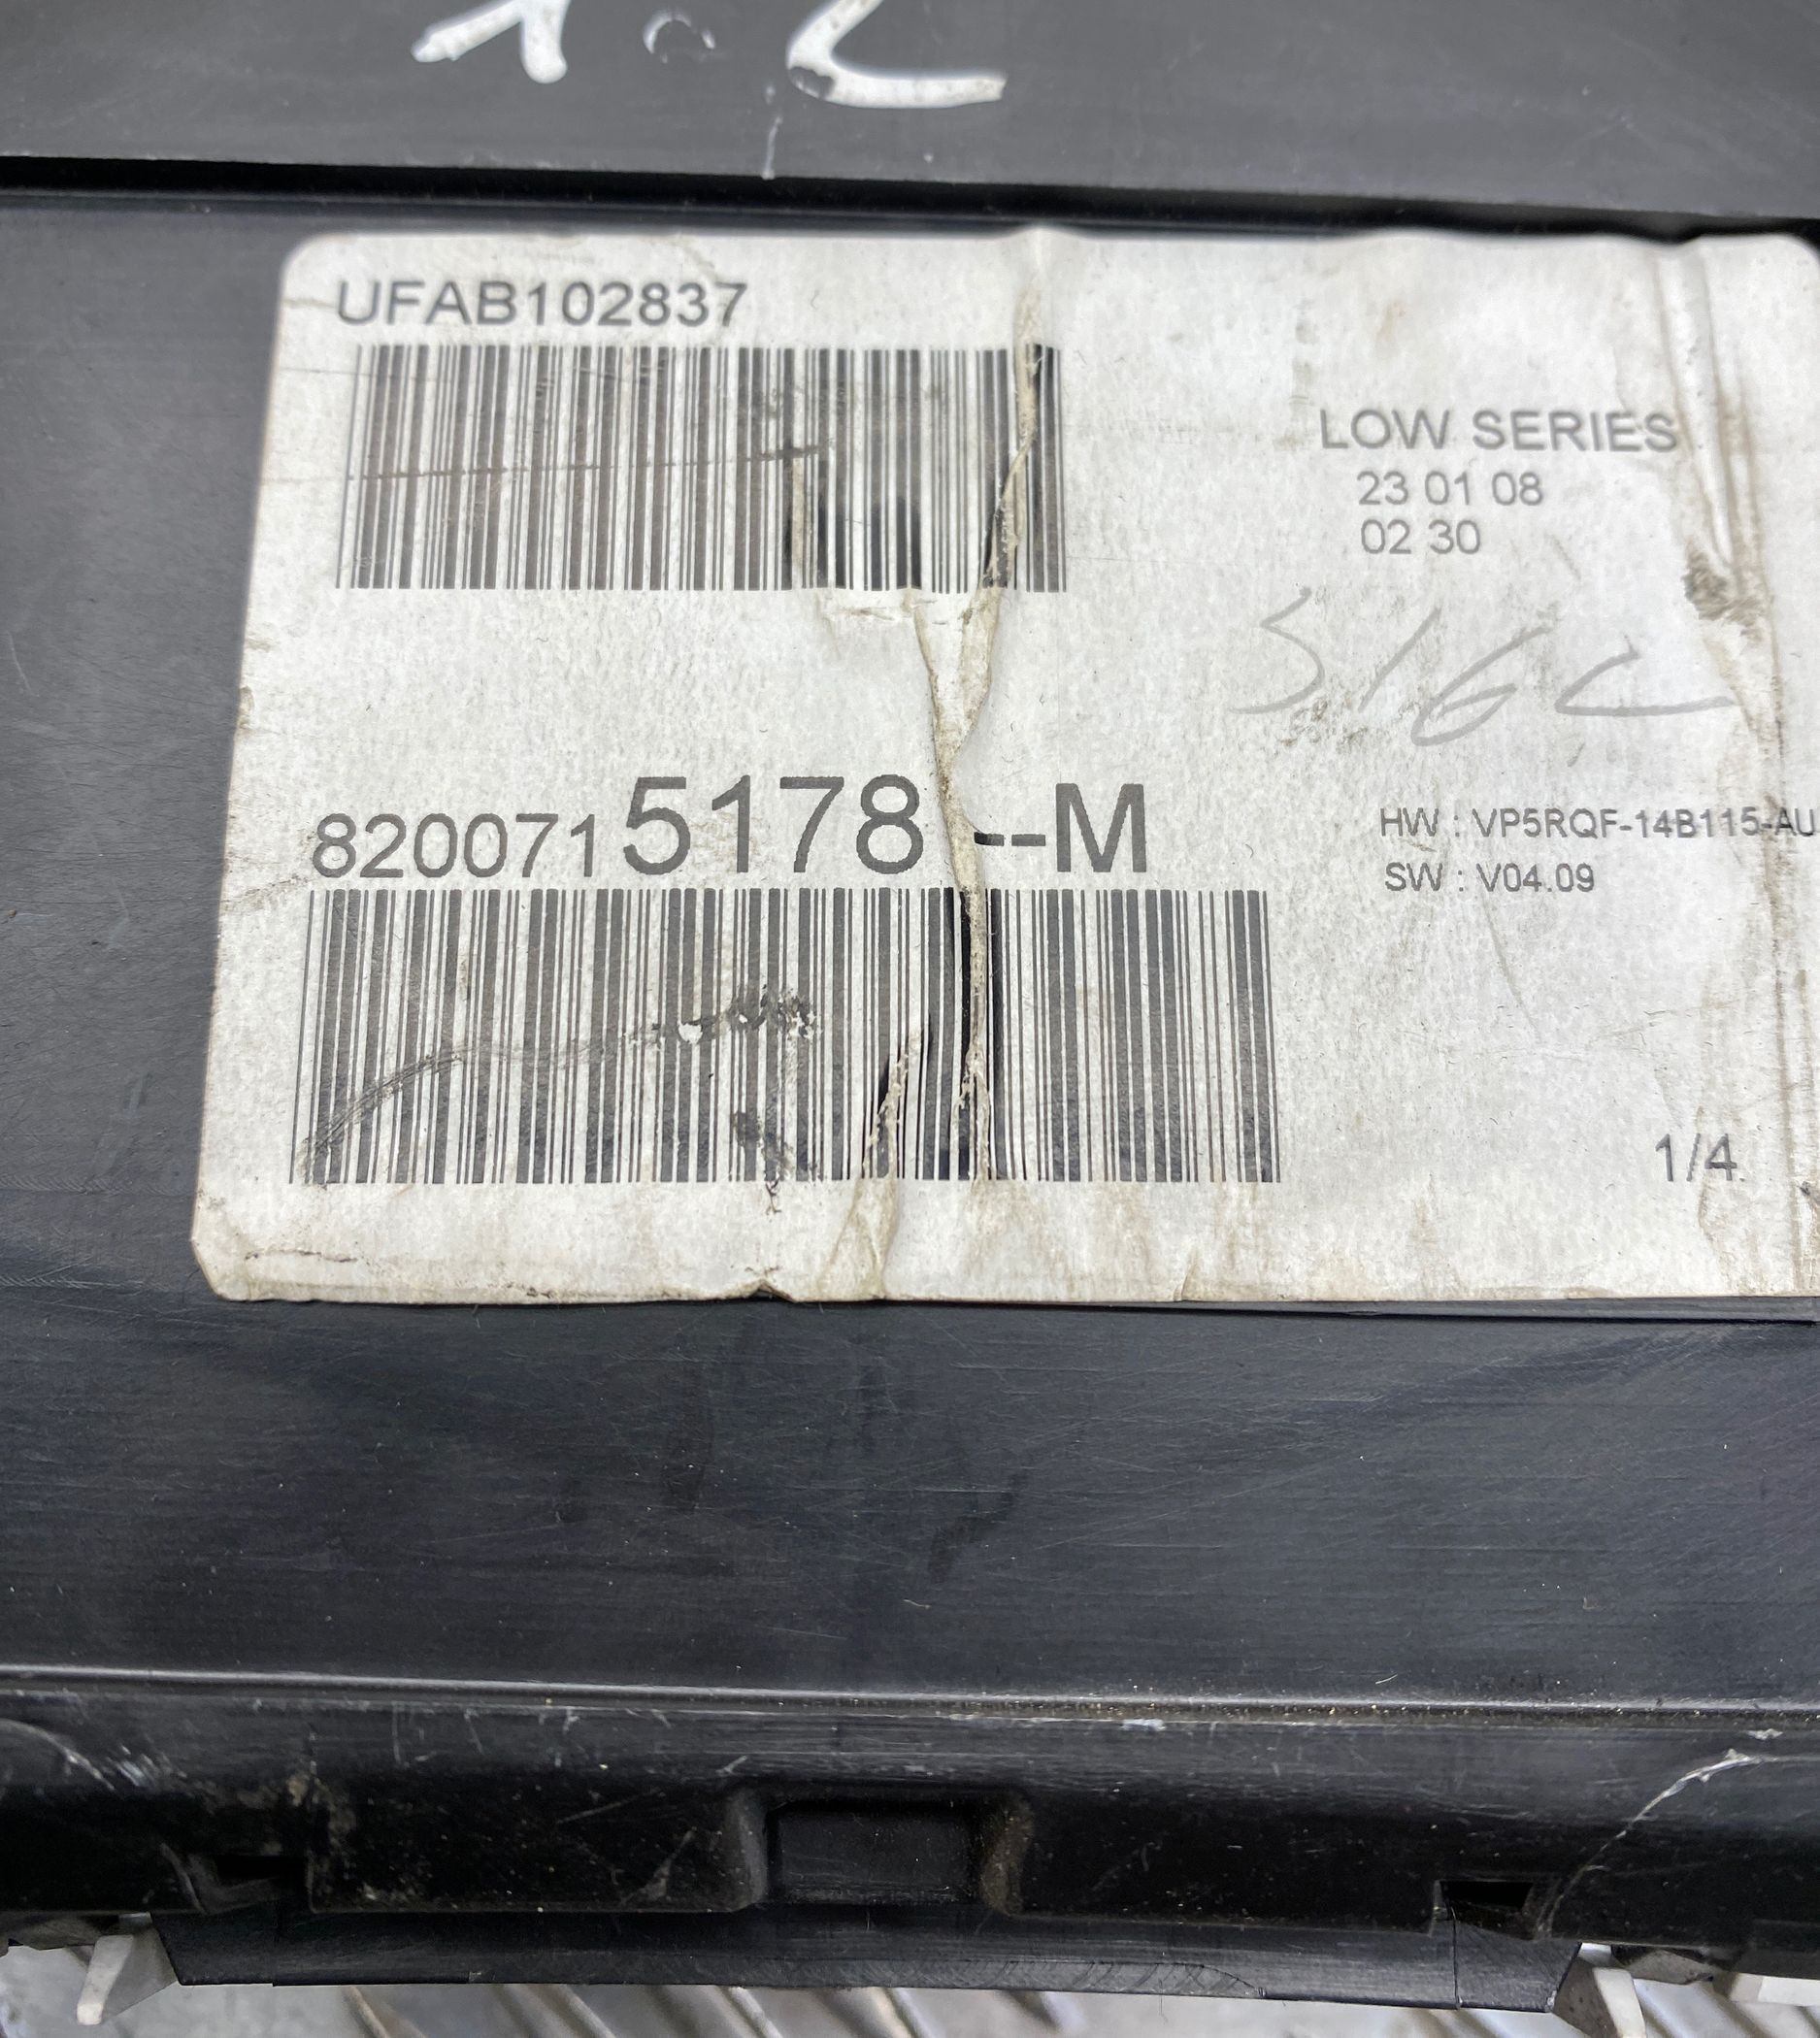 UFAB102837
LOW SERIES
23 01 08
02 30
8200715178--M
HW : VP5RQF-14B115-AU
SW : V04.09
1/4